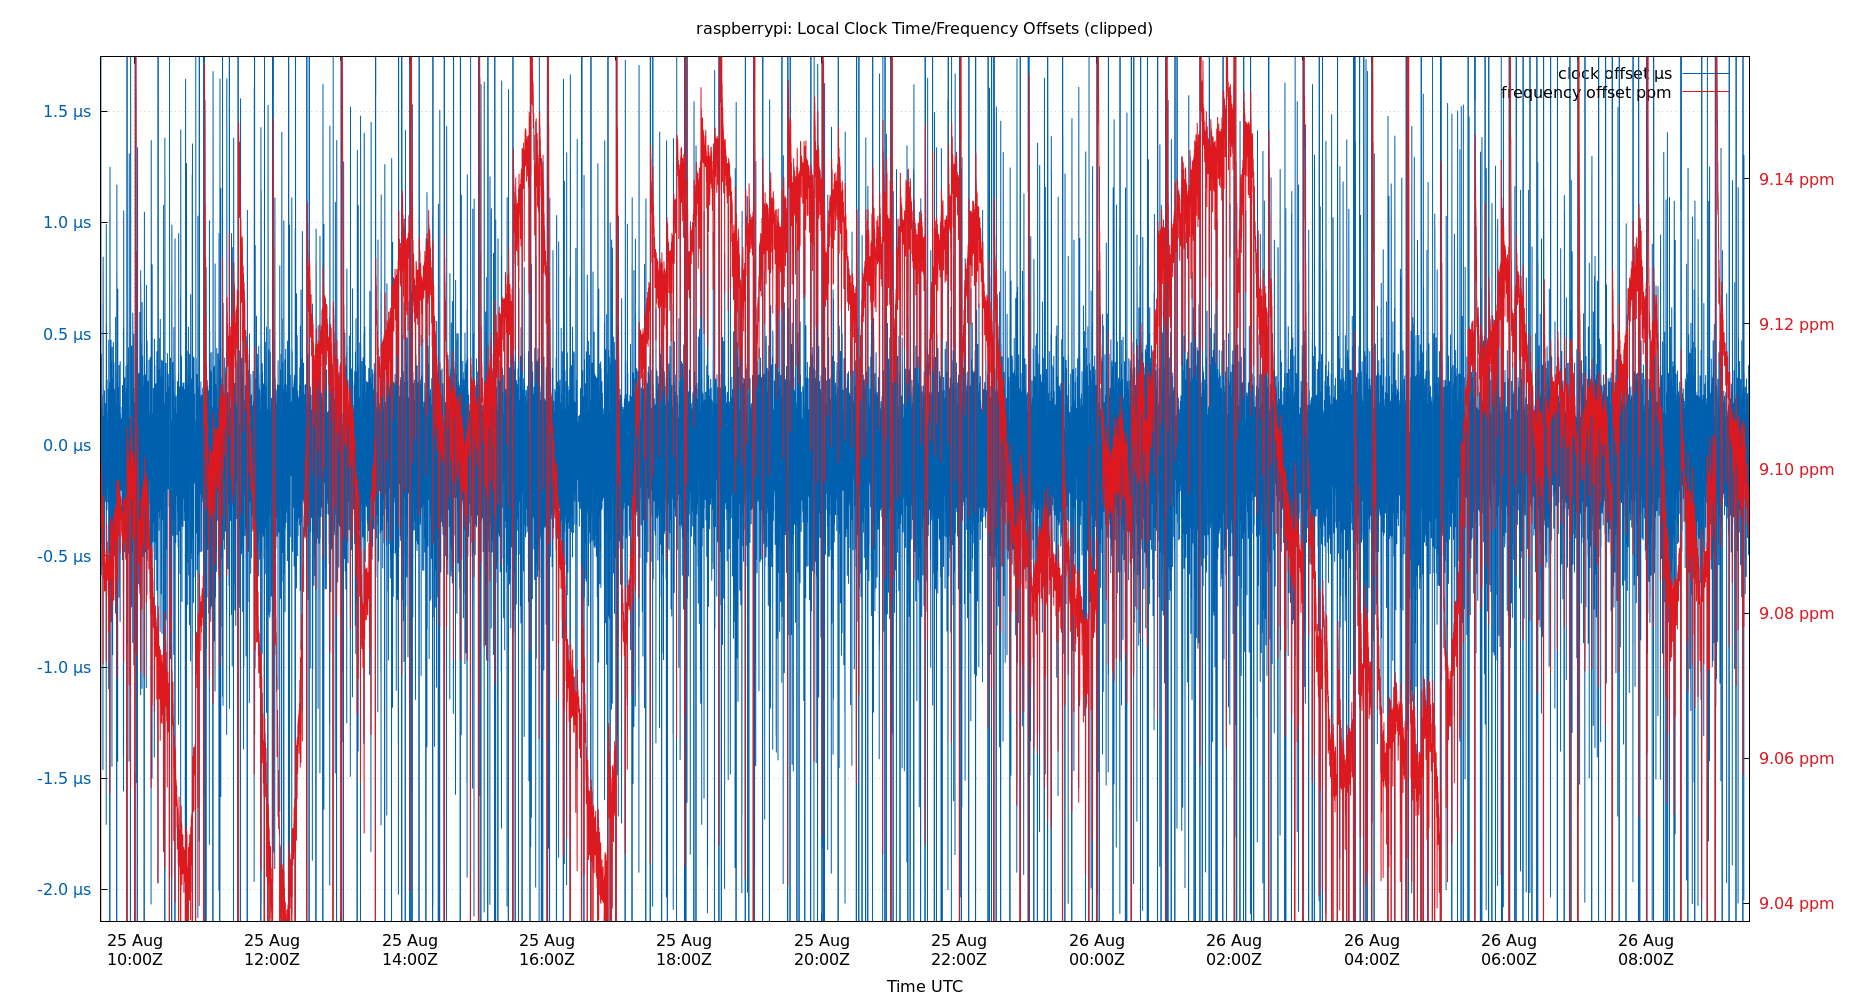 raspberrypi: Local Clock Time/Frequency Offsets (clipped)
clock offset µs
frequency offset ppm
1.5 µs
1.0 µs
0.5 µs
0.0 µs
-0.5 µs
-1.0 µs
-1.5 µs
-2.0 µs
9.14 ppm
9.12 ppm
9.10 ppm
9.08 ppm
9.06 ppm
9.04 ppm
25 Aug 25 Aug 25 Aug 25 Aug 25 Aug 25 Aug 25 Aug 26 Aug 26 Aug 26 Aug 26 Aug 26 Aug
10:00Z 12:00Z 14:00Z 16:00Z 18:00Z 20:00Z 22:00Z 00:00Z 02:00Z 04:00Z 06:00Z 08:00Z
Time UTC